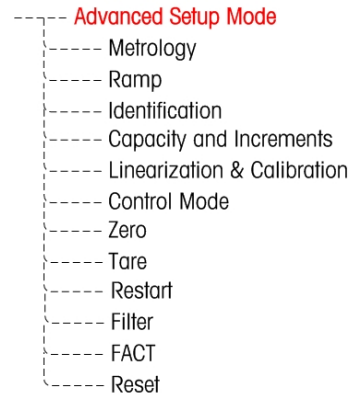 Advanced Setup Mode
Metrology
Ramp
Identification
Capacity and Increments
Linearization & Calibration
Control Mode
Zero
Tare
Restart
Filter
FACT
Reset